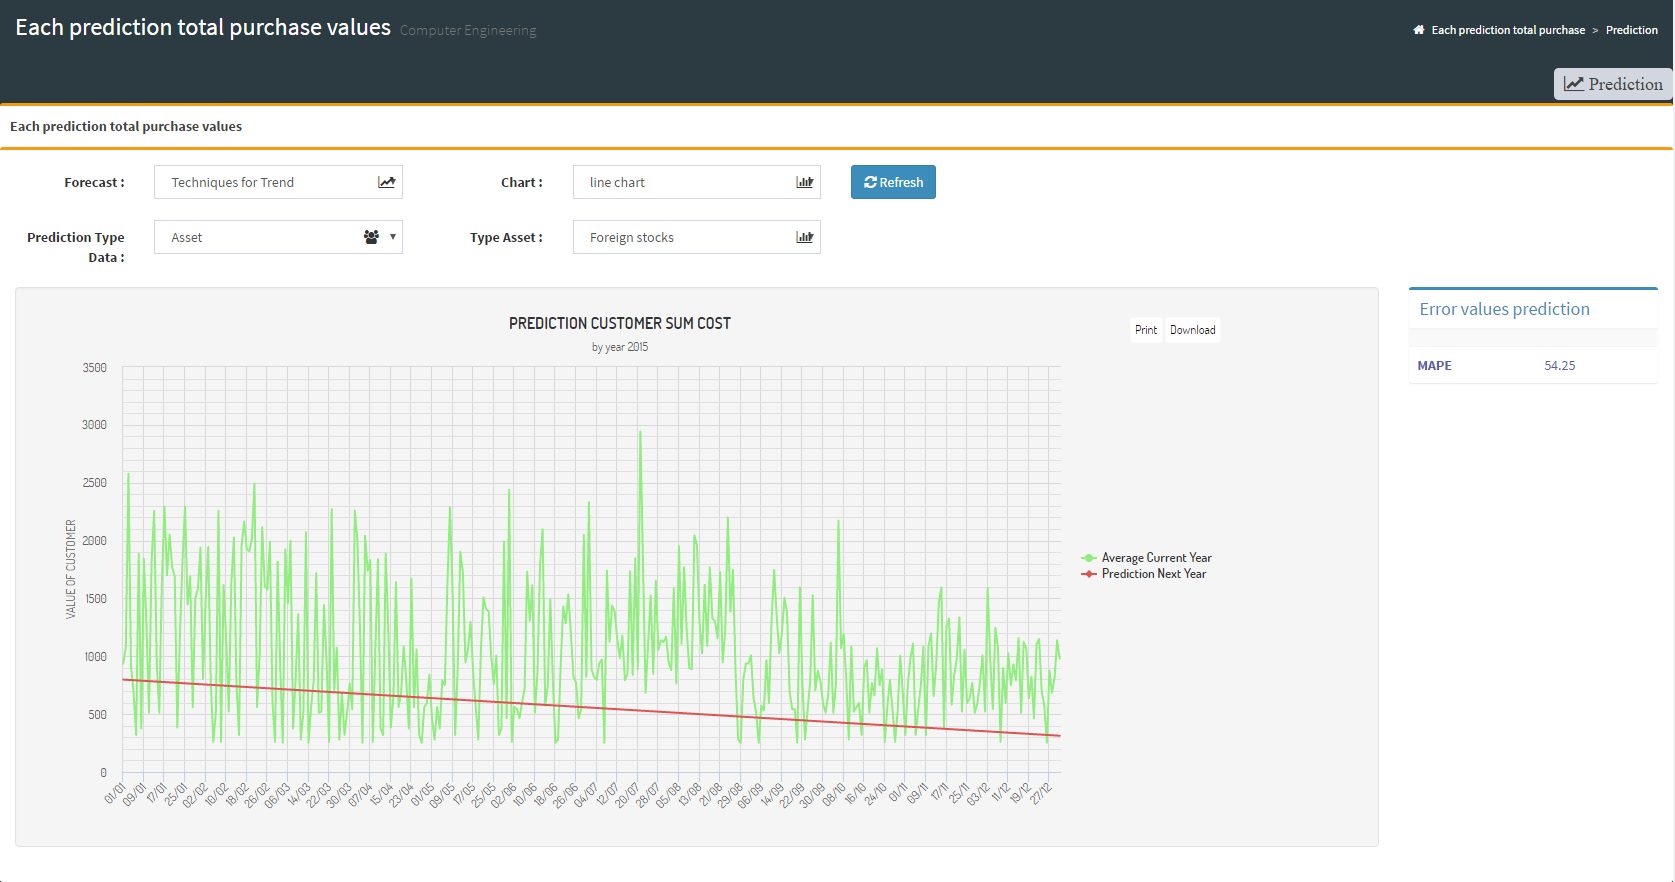 Each prediction total purchase values Computer Engineering
Each prediction total purchase > Prediction
Prediction
Each prediction total purchase values
Forecast :
Techniques for Trend
Chart :
line chart
Refresh
Prediction Type
Data :
Asset
Type Asset :
Foreign stocks
PREDICTION CUSTOMER SUM COST
by year 2015
Print
Download
Error values prediction
MAPE 54.25
VALUE OF CUSTOMER
3500
3000
2500
2000
1500
1000
500
0
Average Current Year
Prediction Next Year
01/01
09/01
17/01
25/01
02/02
10/02
18/02
26/02
06/03
14/03
22/03
30/03
07/04
15/04
23/04
01/05
09/05
17/05
25/05
02/06
10/06
18/06
26/06
04/07
12/07
20/07
28/07
05/08
13/08
21/08
29/08
06/09
14/09
22/09
30/09
08/10
16/10
24/10
01/11
09/11
17/11
25/11
03/12
11/12
19/12
27/12